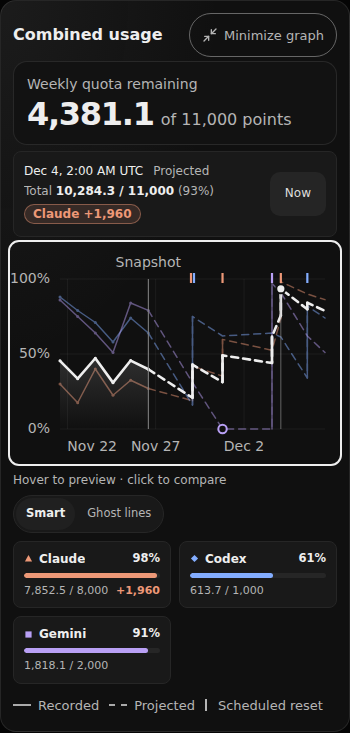 Combined usage
Minimize graph
Weekly quota remaining
4,381.1 of 11,000 points
Dec 4, 2:00 AM UTC Projected
Total 10,284.3 / 11,000 (93%)
Claude +1,960
Now
Snapshot
100%
50%
0%
Nov 22 Nov 27 Dec 2
Hover to preview · click to compare
Smart Ghost lines
Claude 98%
7,852.5 / 8,000 +1,960
Codex 61%
613.7 / 1,000
Gemini 91%
1,818.1 / 2,000
Recorded Projected Scheduled reset